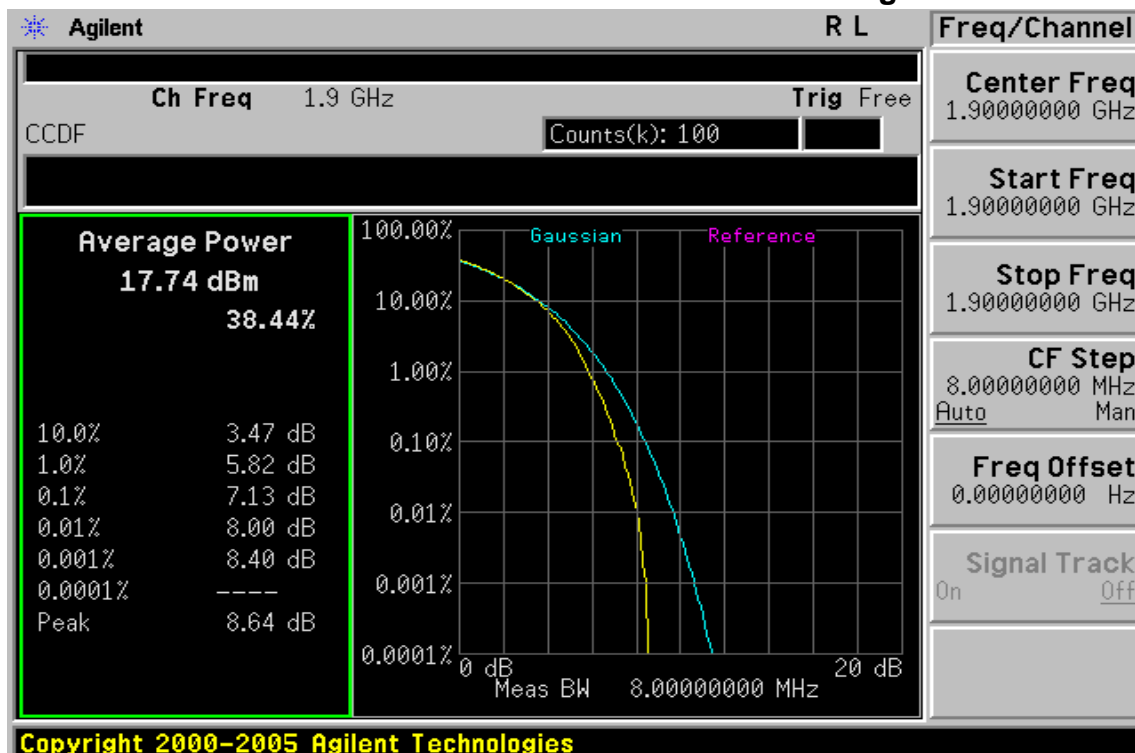 Agilent R L Freq/Channel
Ch Freq 1.9 GHz Trig Free
CCDF Counts(k): 100
Center Freq
1.90000000 GHz
Start Freq
1.90000000 GHz
Stop Freq
1.90000000 GHz
CF Step
8.00000000 MHz
Auto Man
Freq Offset
0.00000000 Hz
Signal Track
On Off
Average Power
17.74 dBm
38.44%
10.0% 3.47 dB
1.0% 5.82 dB
0.1% 7.13 dB
0.01% 8.00 dB
0.001% 8.40 dB
0.0001% ----
Peak 8.64 dB
Gaussian Reference
100.00%
10.00%
1.00%
0.10%
0.01%
0.001%
0.0001%
0 dB 20 dB
Meas BW 8.00000000 MHz
Copyright 2000-2005 Agilent Technologies